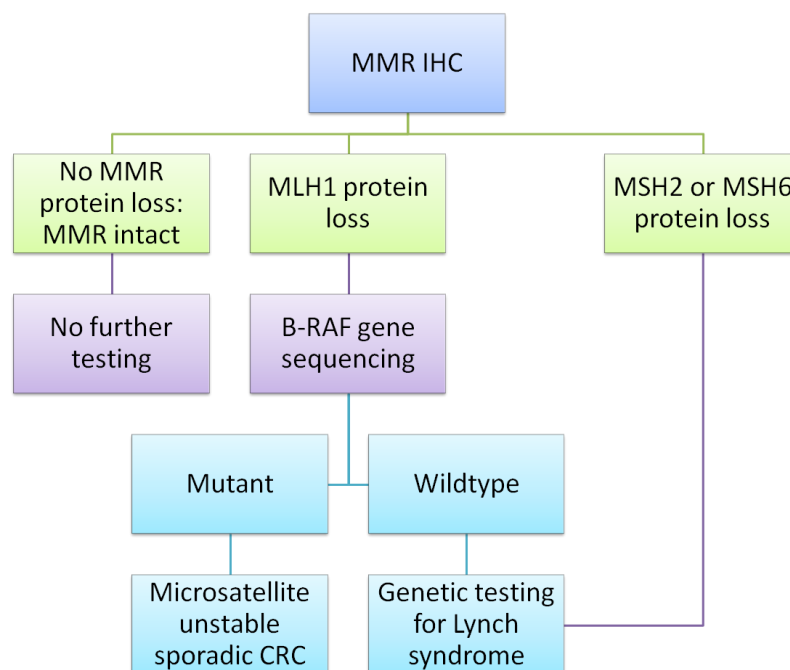 MMR IHC
No MMR
protein loss:
MMR intact
MLH1 protein
loss
MSH2 or MSH6
protein loss
No further
testing
B-RAF gene
sequencing
Mutant
Wildtype
Microsatellite
unstable
sporadic CRC
Genetic testing
for Lynch
syndrome